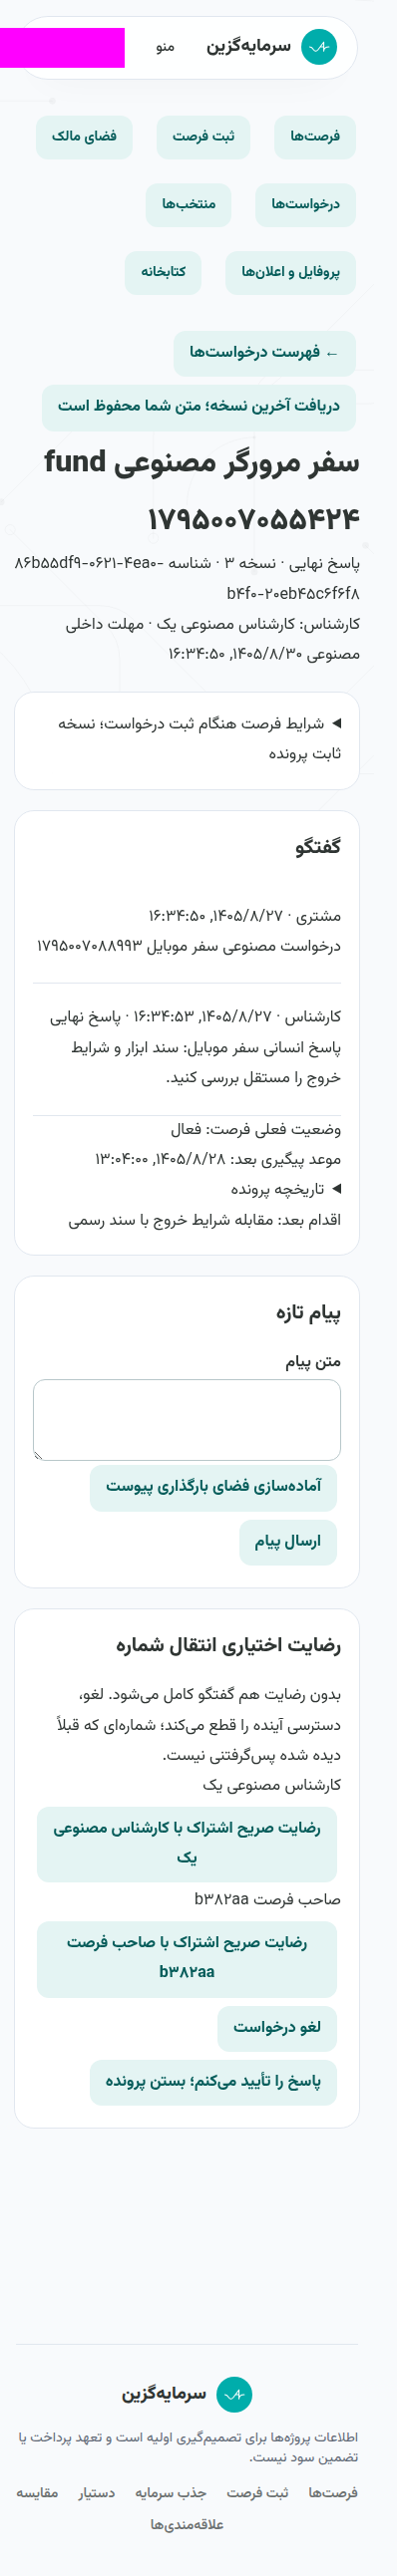 سرمایه‌گزین
منو
فرصت‌ها
ثبت فرصت
فضای مالک
درخواست‌ها
منتخب‌ها
پروفایل و اعلان‌ها
کتابخانه
← فهرست درخواست‌ها
دریافت آخرین نسخه؛ متن شما محفوظ است
سفر مرورگر مصنوعی fund
۱۷۹۵۰۰۷۰۵۵۴۲۴
پاسخ نهایی · نسخه ۳ · شناسه ۸۶b۵۵df۹-۰۶۲۱-۴ea۰-
b۴f۰-۲۰eb۴۵c۶f۶f۸
کارشناس: کارشناس مصنوعی یک · مهلت داخلی
مصنوعی ۱۴۰۵/۸/۳۰, ۱۶:۳۴:۵۰
شرایط فرصت هنگام ثبت درخواست؛ نسخه
ثابت پرونده
گفتگو
مشتری · ۱۴۰۵/۸/۲۷, ۱۶:۳۴:۵۰
درخواست مصنوعی سفر موبایل ۱۷۹۵۰۰۷۰۸۸۹۹۳
کارشناس · ۱۴۰۵/۸/۲۷, ۱۶:۳۴:۵۳ · پاسخ نهایی
پاسخ انسانی سفر موبایل: سند ابزار و شرایط
خروج را مستقل بررسی کنید.
وضعیت فعلی فرصت: فعال
موعد پیگیری بعد: ۱۴۰۵/۸/۲۸, ۱۳:۰۴:۰۰
تاریخچه پرونده
اقدام بعد: مقابله شرایط خروج با سند رسمی
پیام تازه
متن پیام
آماده‌سازی فضای بارگذاری پیوست
ارسال پیام
رضایت اختیاری انتقال شماره
بدون رضایت هم گفتگو کامل می‌شود. لغو،
دسترسی آینده را قطع می‌کند؛ شماره‌ای که قبلاً
دیده شده پس‌گرفتنی نیست.
کارشناس مصنوعی یک
رضایت صریح اشتراک با کارشناس مصنوعی
یک
صاحب فرصت b۳۸۲aa
رضایت صریح اشتراک با صاحب فرصت
b۳۸۲aa
لغو درخواست
پاسخ را تأیید می‌کنم؛ بستن پرونده
سرمایه‌گزین
اطلاعات پروژه‌ها برای تصمیم‌گیری اولیه است و تعهد پرداخت یا
تضمین سود نیست.
فرصت‌ها ثبت فرصت جذب سرمایه دستیار مقایسه
علاقه‌مندی‌ها